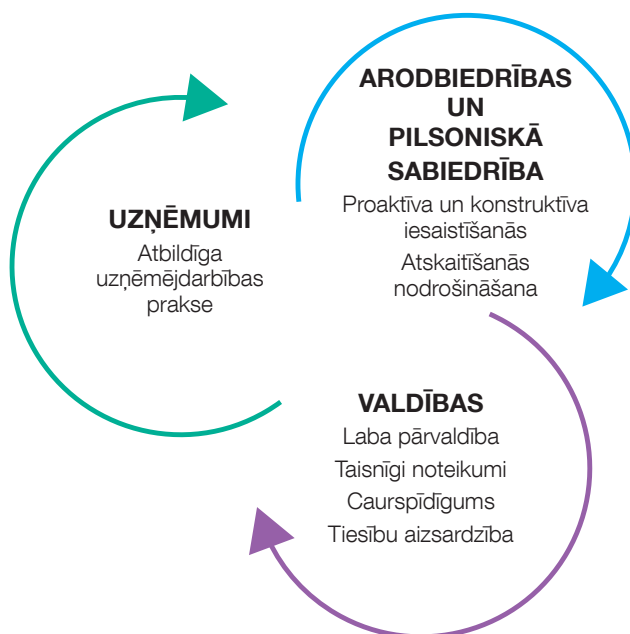 UZŅĒMUMI
Atbildīga
uzņēmējdarbības
prakse
ARODBIEDRĪBAS
UN
PILSONISKĀ
SABIEDRĪBA
Proaktīva un konstruktīva
iesaistīšanās
Atskaitīšanās
nodrošināšana
VALDĪBAS
Laba pārvaldība
Taisnīgi noteikumi
Caurspīdīgums
Tiesību aizsardzība